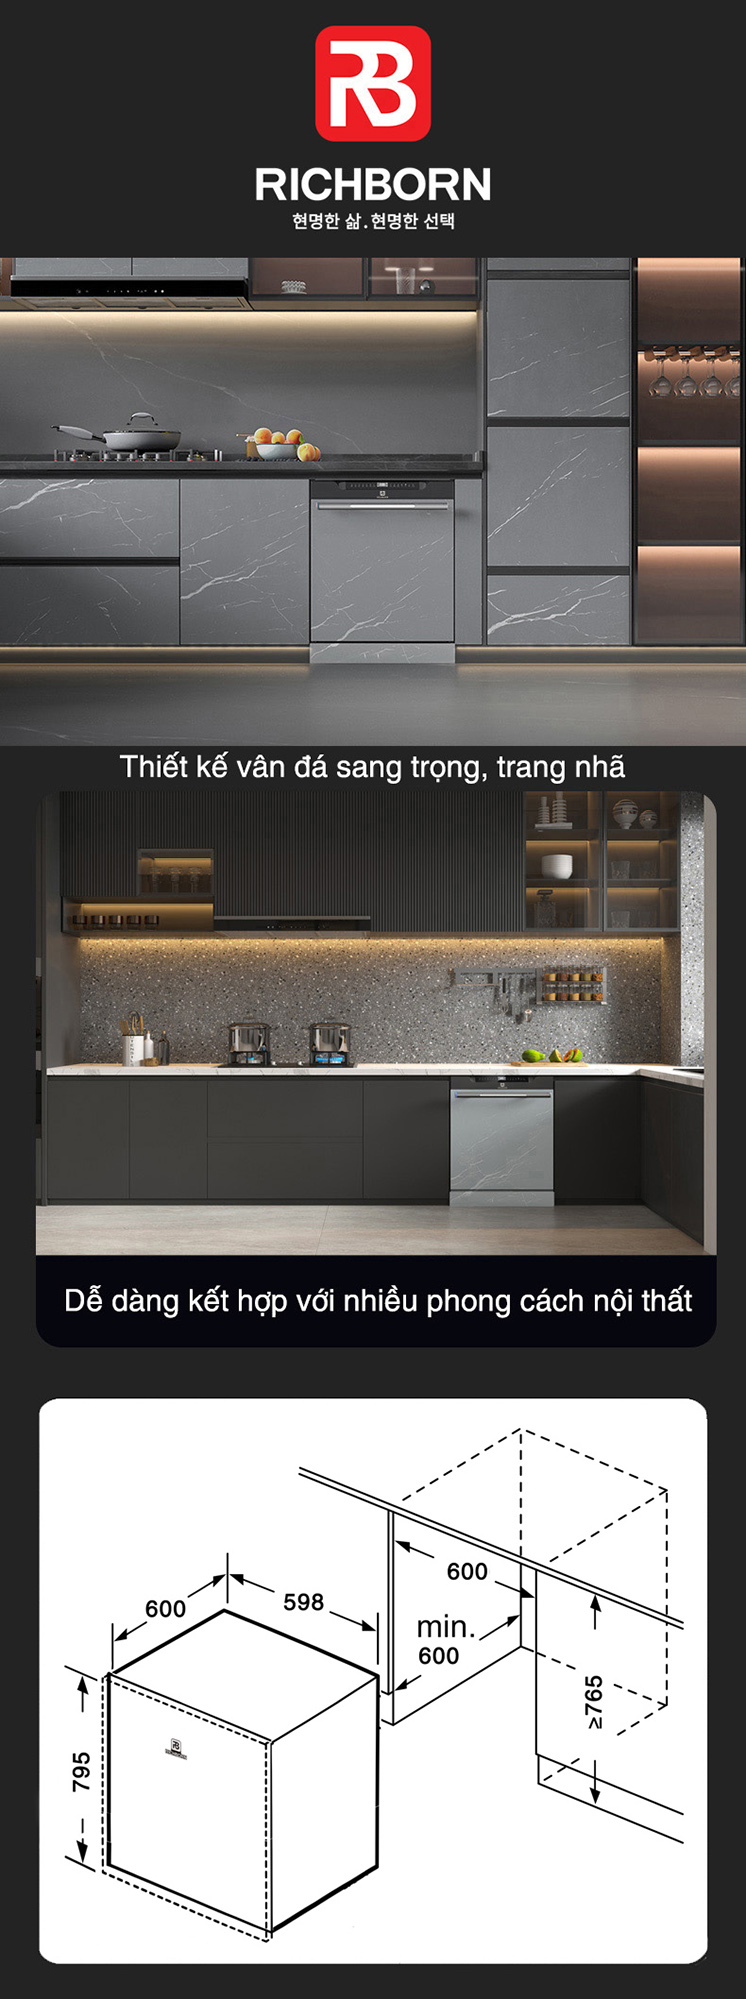 RB
RICHBORN
현명한 삶.현명한 선택
Thiết kế vân đá sang trọng, trang nhã
Dễ dàng kết hợp với nhiều phong cách nội thất
600
598
795
RB
600
min.
600
≥765